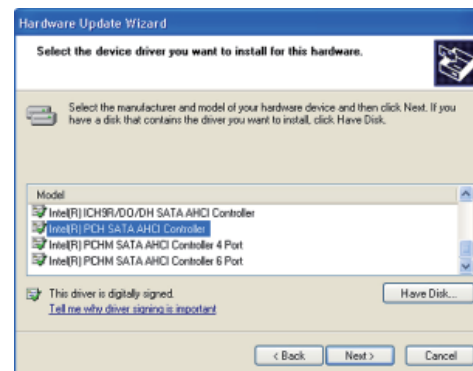 Hardware Update Wizard
Select the device driver you want to install for this hardware.
Select the manufacturer and model of your hardware device and then click Next. If you
have a disk that contains the driver you want to install, click Have Disk.
Model
Intel(R) ICH9R/DO/DH SATA AHCI Controller
Intel(R) PCH SATA AHCI Controller
Intel(R) PCHM SATA AHCI Controller 4 Port
Intel(R) PCHM SATA AHCI Controller 6 Port
This driver is digitally signed.
Have Disk...
Tell me why driver signing is important
< Back
Next >
Cancel